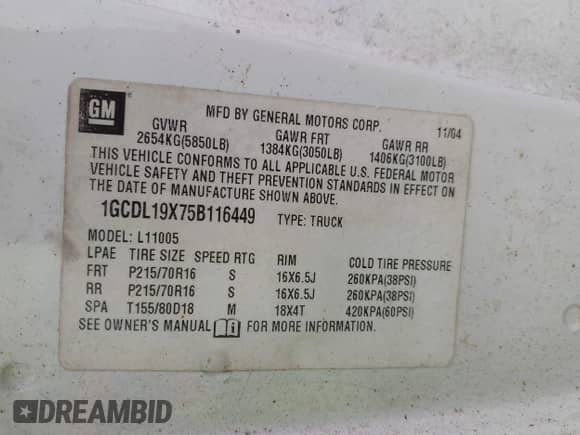 GM
MFD BY GENERAL MOTORS CORP. 11/04
GVWR GAWR FRT GAWR RR
2654KG(5850LB) 1384KG(3050LB) 1406KG(3100LB)
THIS VEHICLE CONFORMS TO ALL APPLICABLE U.S. FEDERAL MOTOR
VEHICLE SAFETY AND THEFT PREVENTION STANDARDS IN EFFECT ON
THE DATE OF MANUFACTURE SHOWN ABOVE.
1GCDL19X75B116449 TYPE: TRUCK
MODEL: L11005
LPAE TIRE SIZE SPEED RTG RIM COLD TIRE PRESSURE
FRT P215/70R16 S 16X6.5J 260KPA(38PSI)
RR P215/70R16 S 16X6.5J 260KPA(38PSI)
SPA T155/80D18 M 18X4T 420KPA(60PSI)
SEE OWNER'S MANUAL i FOR MORE INFORMATION.
DREAMBID